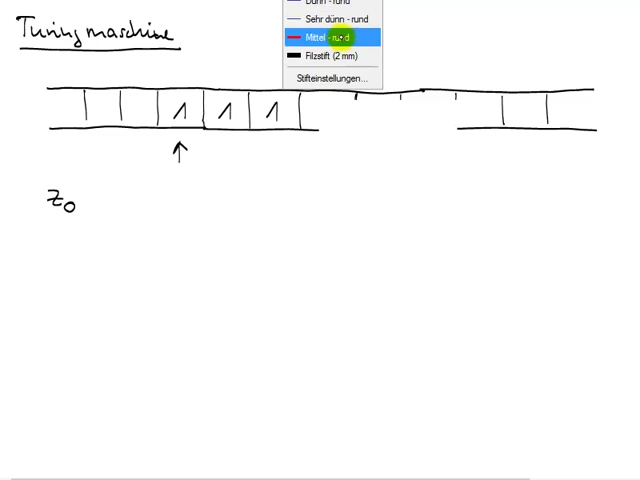 Turingmaschine
Dünn - rund
Sehr dünn - rund
Mittel - rund
Filzstift (2 mm)
Stifteinstellungen...
1 1 1
↑
z₀